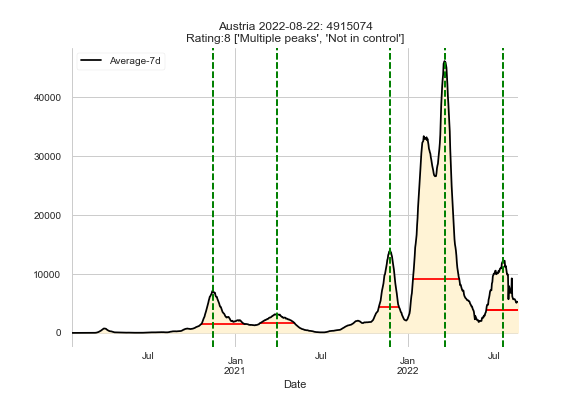 Austria 2022-08-22: 4915074
Rating:8 ['Multiple peaks', 'Not in control']
Average-7d
40000
30000
20000
10000
0
Jul
Jan
2021
Jul
Jan
2022
Jul
Date